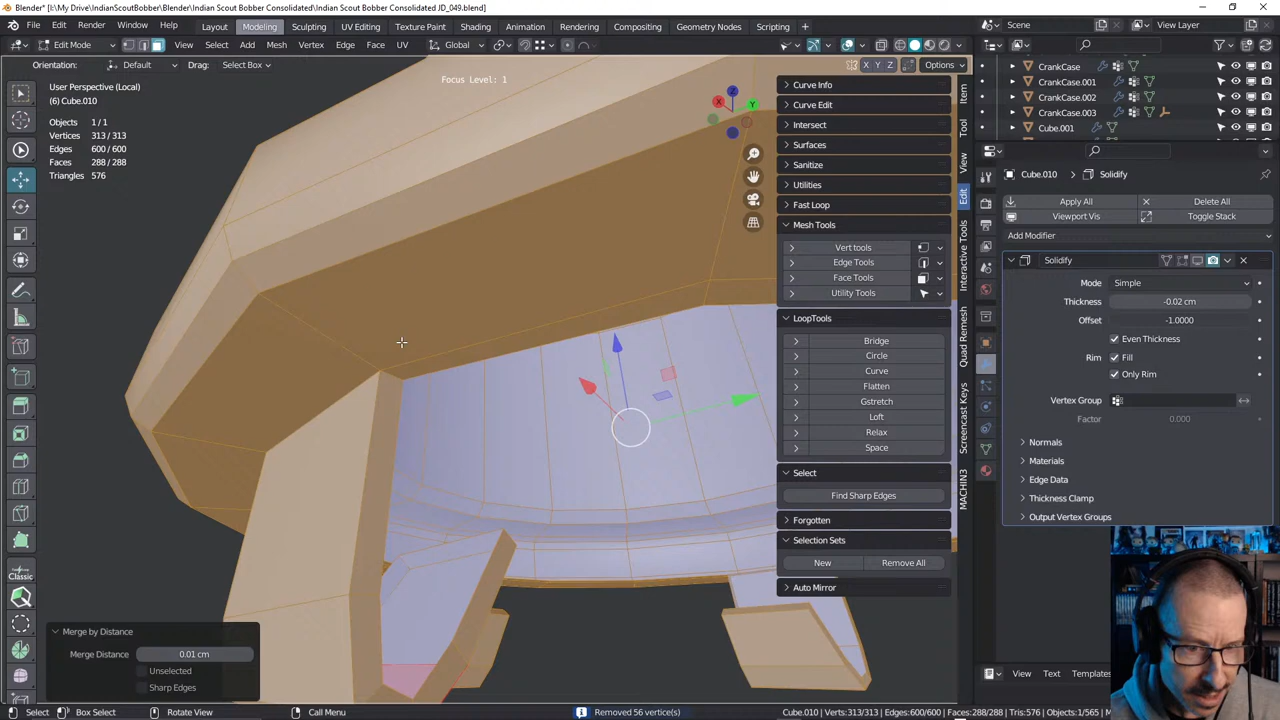 Blender* [I:\My Drive\IndianScoutBobber\Blender\Indian Scout Bobber Consolidated\Indian Scout Bobber Consolidated JD_049.blend]
File Edit Render Window Help
Layout Modeling Sculpting UV Editing Texture Paint Shading Animation Rendering Compositing Geometry Nodes Scripting
Scene
View Layer
Edit Mode View Select Add Mesh Vertex Edge Face UV Global
Orientation: Default Drag: Select Box
X Y Z Options
User Perspective (Local)
(6) Cube.010
Objects 1/1
Vertices 313/313
Edges 600/600
Faces 288/288
Triangles 576
Focus Level: 1
Classic
Z
X
Y
Curve Info
Curve Edit
Intersect
Surfaces
Sanitize
Utilities
Fast Loop
Mesh Tools
Vert tools
Edge Tools
Face Tools
Utility Tools
LoopTools
Bridge
Circle
Curve
Flatten
Gstretch
Loft
Relax
Space
Select
Find Sharp Edges
Forgotten
Selection Sets
New Remove All
Auto Mirror
Item
Tool
View
Edit
Interactive Tools
Quad Remesh
Screencast Keys
MACHIN3
CrankCase
CrankCase.001
CrankCase.002
CrankCase.003
Cube.001
Cube.010 Solidify
Apply All Delete All
Viewport Vis Toggle Stack
Add Modifier
Solidify
Mode Simple
Thickness -0.02 cm
Offset -1.0000
Even Thickness
Rim Fill
Only Rim
Vertex Group
Factor 0.000
Normals
Materials
Edge Data
Thickness Clamp
Output Vertex Groups
View Text Templates
Merge by Distance
Merge Distance 0.01 cm
Unselected
Sharp Edges
Select Box Select Rotate View Call Menu
Removed 56 vertice(s)
Cube.010 | Verts:313/313 | Edges:600/600 | Faces:288/288 | Tris:576 | Objects:1/565